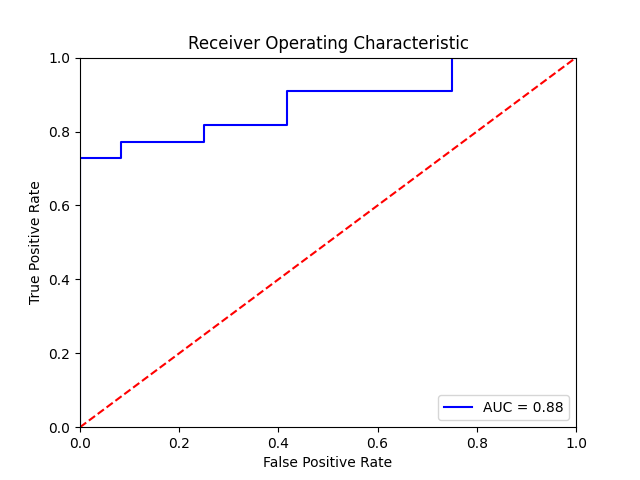 Receiver Operating Characteristic
True Positive Rate
1.0
0.8
0.6
0.4
0.2
0.0
AUC = 0.88
0.0 0.2 0.4 0.6 0.8 1.0
False Positive Rate